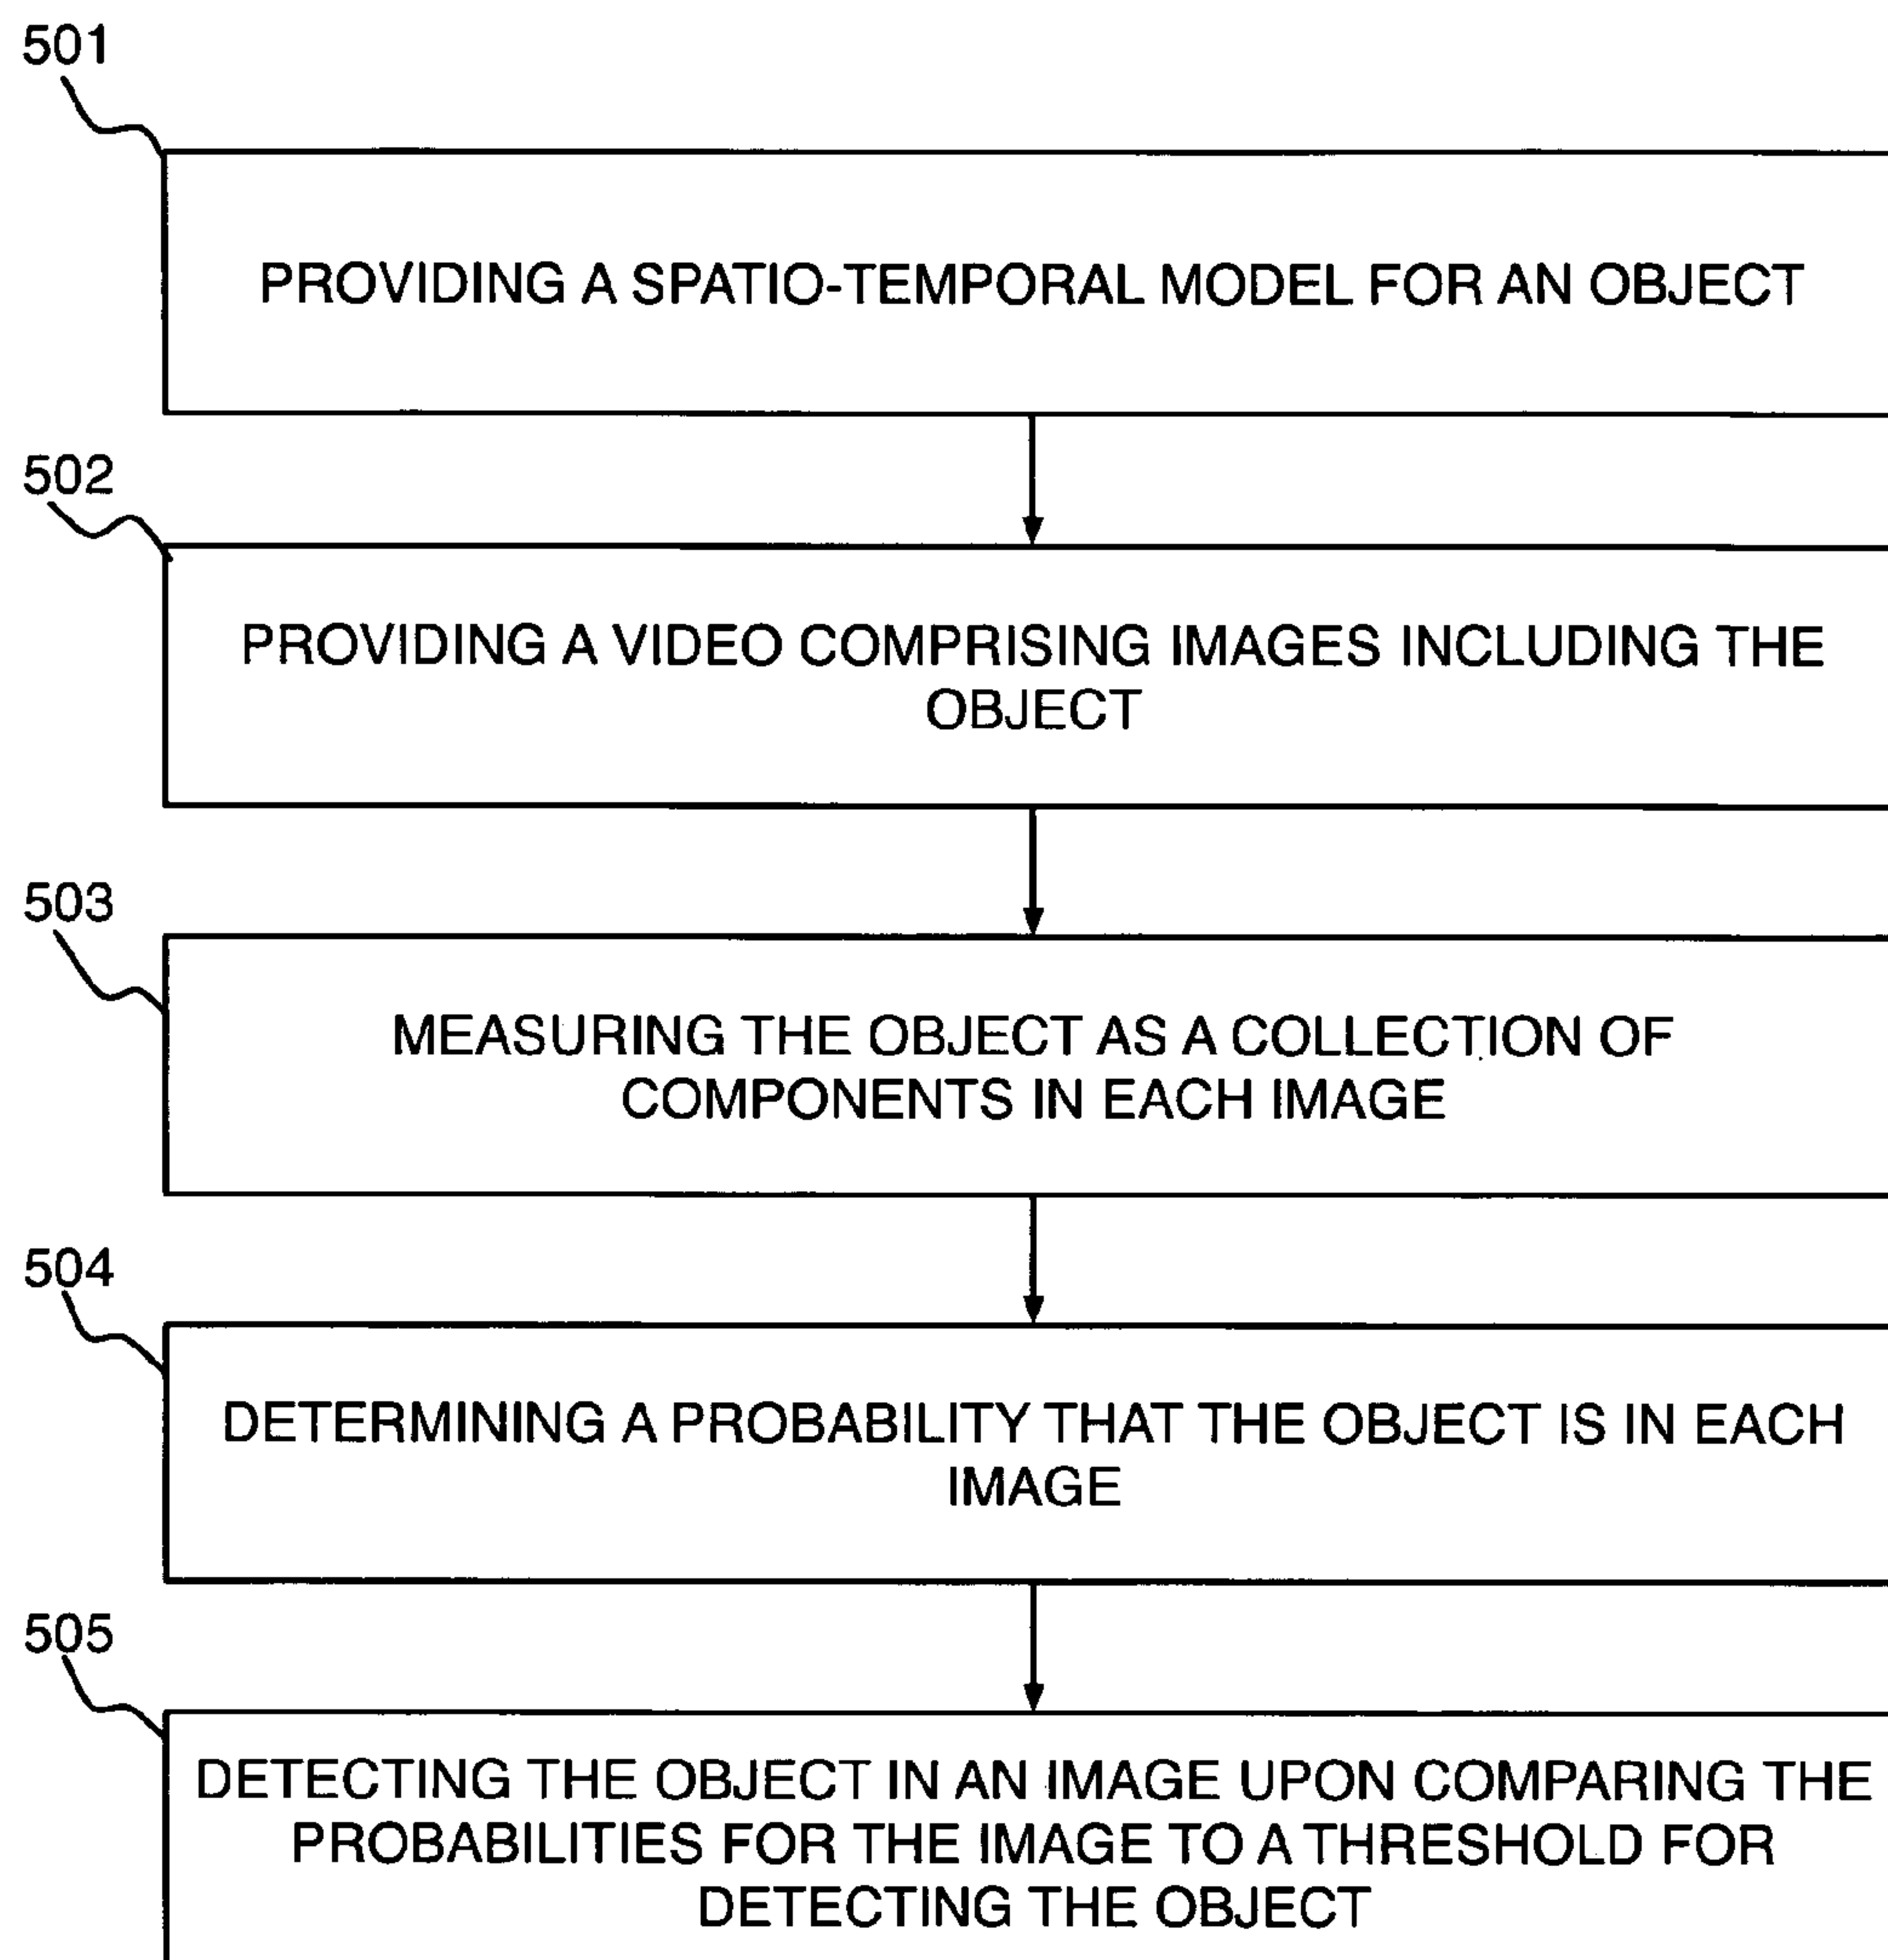 501
PROVIDING A SPATIO-TEMPORAL MODEL FOR AN OBJECT
502
PROVIDING A VIDEO COMPRISING IMAGES INCLUDING THE
OBJECT
503
MEASURING THE OBJECT AS A COLLECTION OF
COMPONENTS IN EACH IMAGE
504
DETERMINING A PROBABILITY THAT THE OBJECT IS IN EACH
IMAGE
505
DETECTING THE OBJECT IN AN IMAGE UPON COMPARING THE
PROBABILITIES FOR THE IMAGE TO A THRESHOLD FOR
DETECTING THE OBJECT